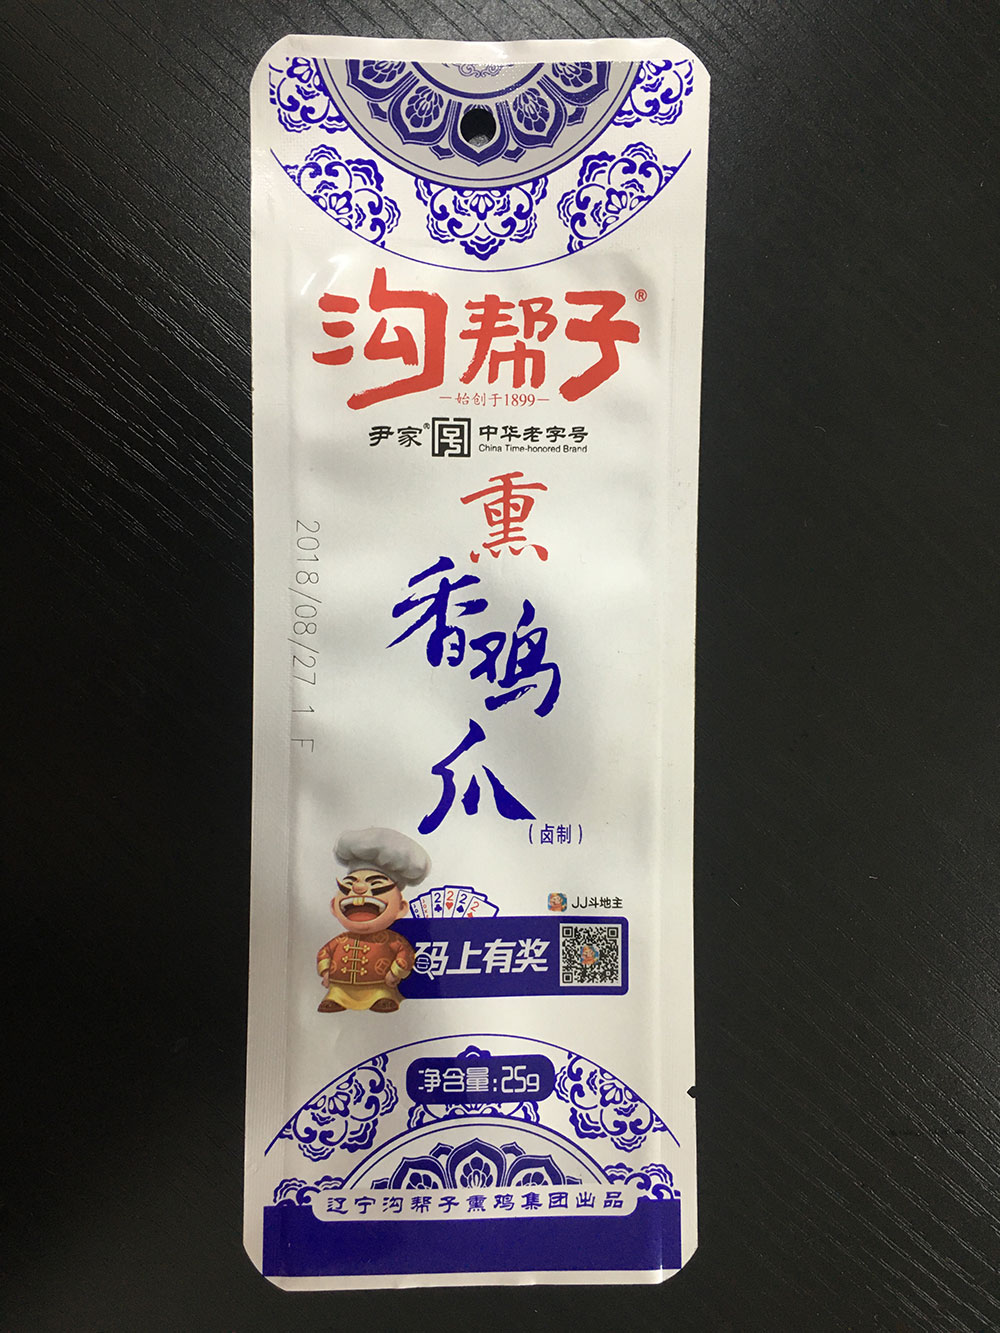 沟帮子®
—始创于1899—
尹家® 中华老字号
China Time-honored Brand
熏
香鸡
爪
（卤制）
2018/08/27 1 F
JJ斗地主
码上有奖
净含量:25g
辽宁沟帮子熏鸡集团出品